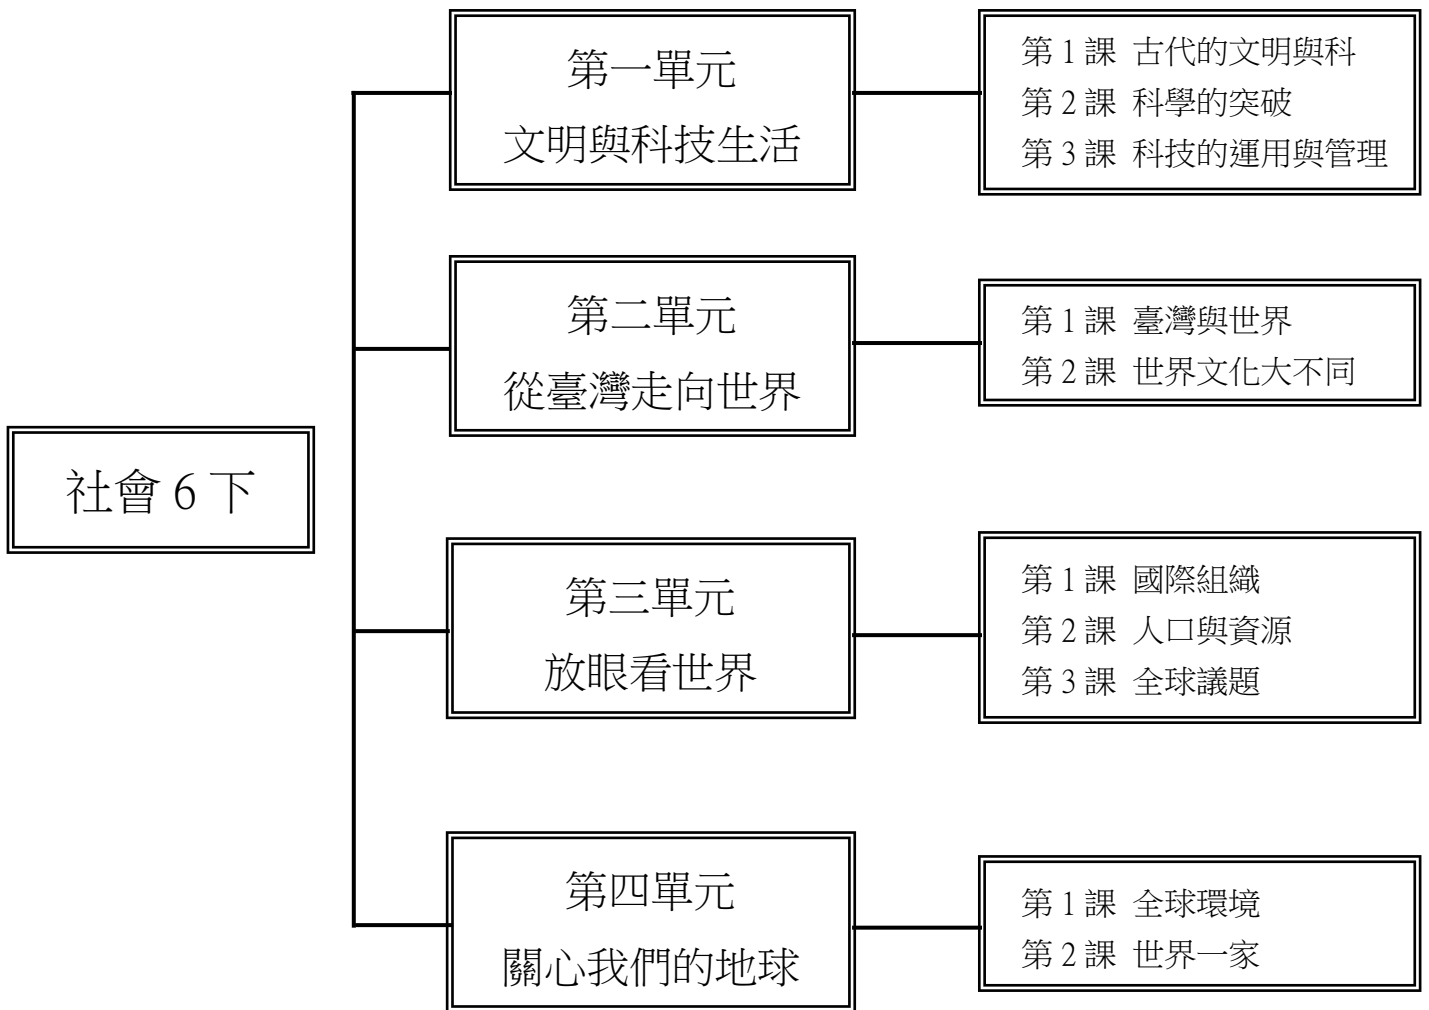 社會 6 下
第一單元
文明與科技生活
第 1 課 古代的文明與科
第 2 課 科學的突破
第 3 課 科技的運用與管理
第二單元
從臺灣走向世界
第 1 課 臺灣與世界
第 2 課 世界文化大不同
第三單元
放眼看世界
第 1 課 國際組織
第 2 課 人口與資源
第 3 課 全球議題
第四單元
關心我們的地球
第 1 課 全球環境
第 2 課 世界一家